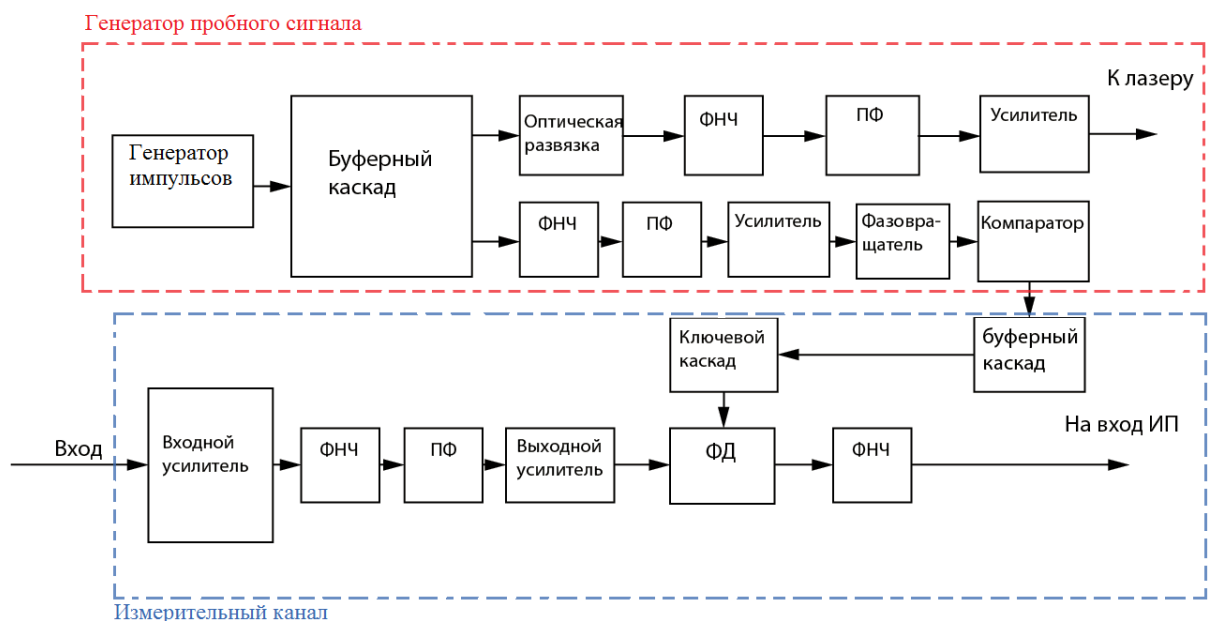 Генератор пробного сигнала
К лазеру
Генератор
импульсов
Буферный
каскад
Оптическая
развязка
ФНЧ
ПФ
Усилитель
ФНЧ
ПФ
Усилитель
Фазовра-
щатель
Компаратор
Ключевой
каскад
буферный
каскад
Вход
Входной
усилитель
ФНЧ
ПФ
Выходной
усилитель
ФД
ФНЧ
На вход ИП
Измерительный канал